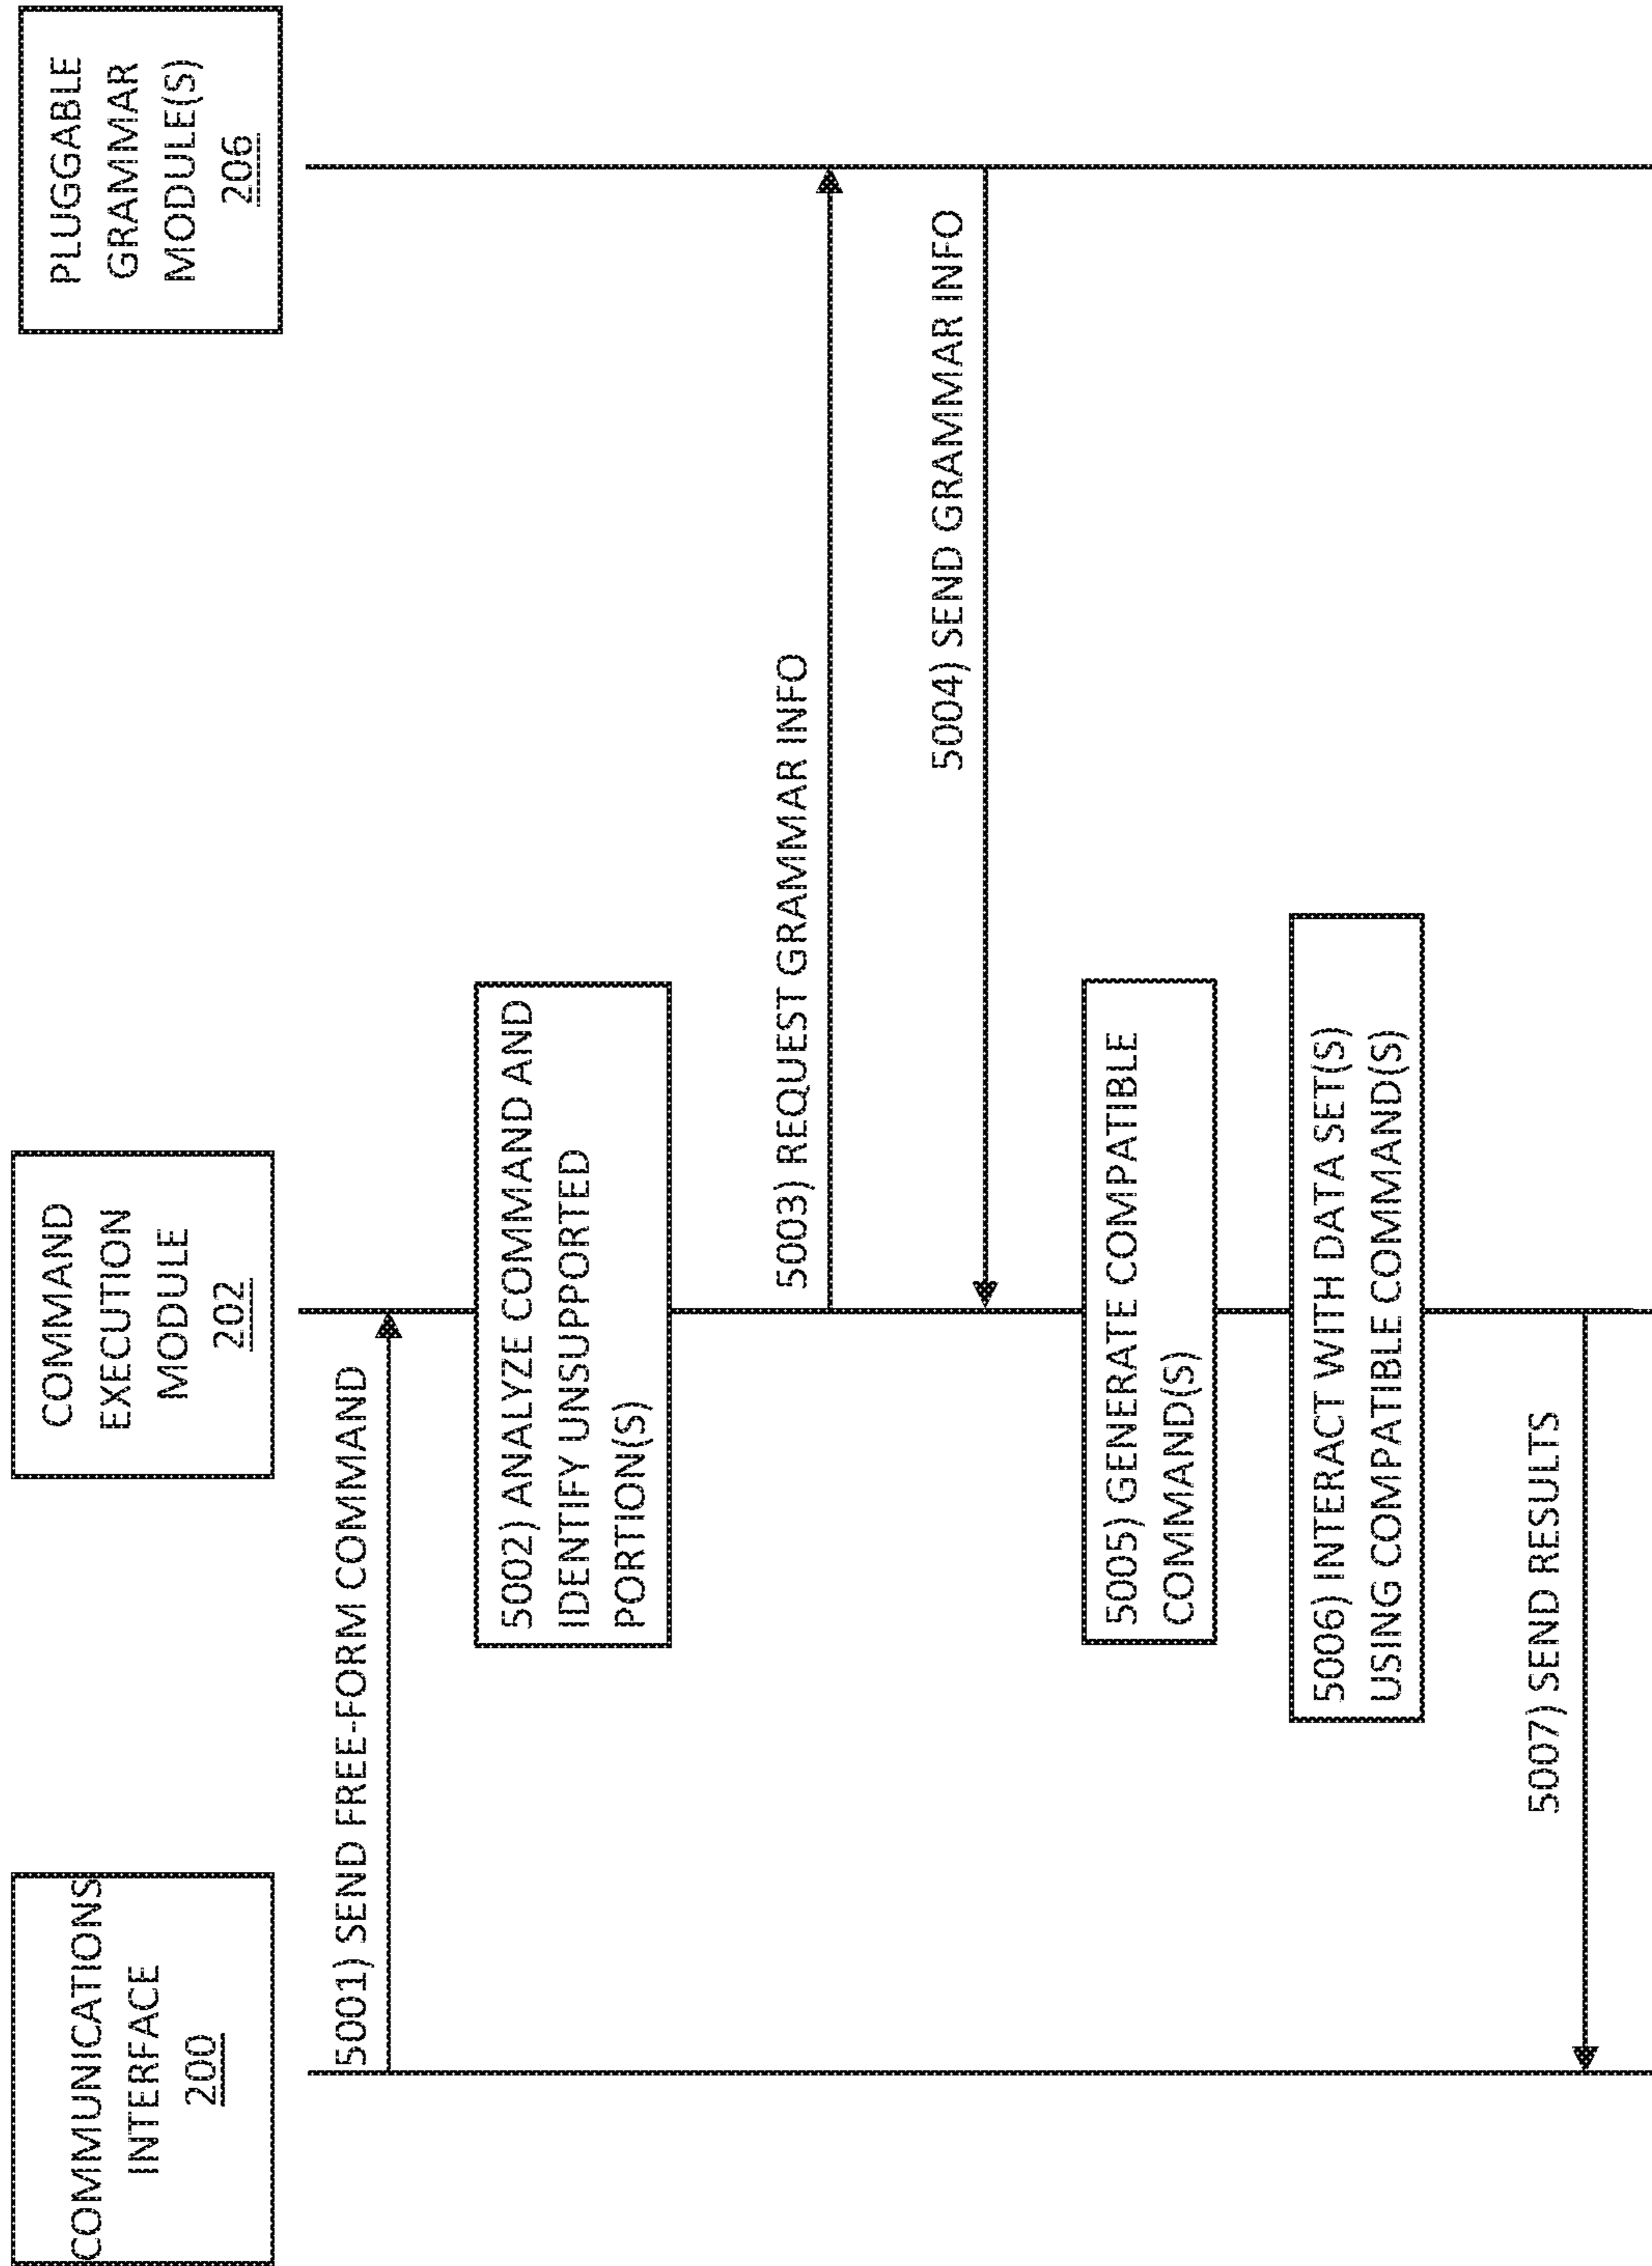 COMMUNICATIONS
INTERFACE
200
COMMAND
EXECUTION
MODULE
202
PLUGGABLE
GRAMMAR
MODULE(S)
206
5001) SEND FREE-FORM COMMAND
5002) ANALYZE COMMAND AND
IDENTIFY UNSUPPORTED
PORTION(S)
5003) REQUEST GRAMMAR INFO
5004) SEND GRAMMAR INFO
5005) GENERATE COMPATIBLE
COMMAND(S)
5006) INTERACT WITH DATA SET(S)
USING COMPATIBLE COMMAND(S)
5007) SEND RESULTS